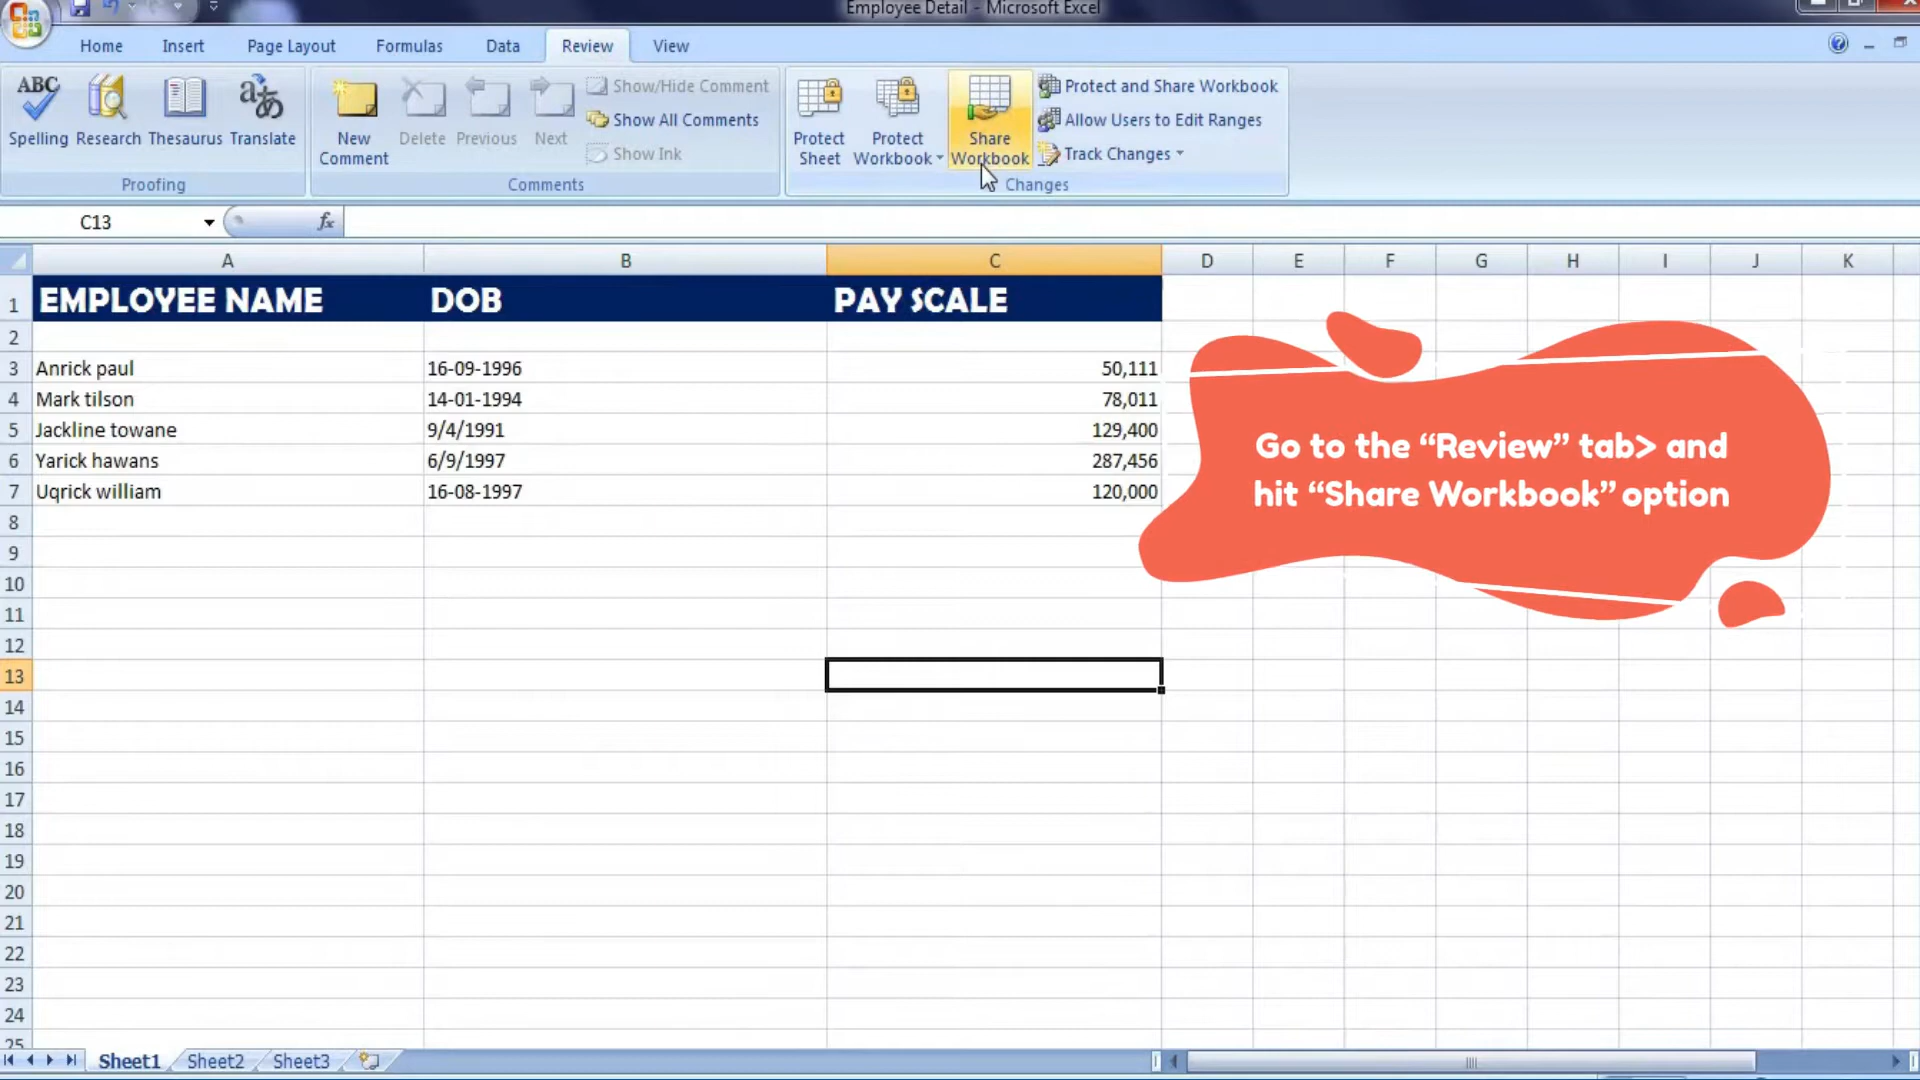 Employee Detail - Microsoft Excel
Home Insert Page Layout Formulas Data Review View
ABC
Spelling Research Thesaurus Translate
Proofing
New Comment Delete Previous Next
Show/Hide Comment
Show All Comments
Show Ink
Comments
Protect Sheet Protect Workbook Share Workbook
Protect and Share Workbook
Allow Users to Edit Ranges
Track Changes
Changes
C13 fx
A B C D E F G H I J K
1 EMPLOYEE NAME DOB PAY SCALE
2
3 Anrick paul 16-09-1996 50,111
4 Mark tilson 14-01-1994 78,011
5 Jackline towane 9/4/1991 129,400
6 Yarick hawans 6/9/1997 287,456
7 Uqrick william 16-08-1997 120,000
8
9
10
11
12
13
14
15
16
17
18
19
20
21
22
23
24
25
Go to the “Review” tab> and
hit “Share Workbook” option
Sheet1 Sheet2 Sheet3